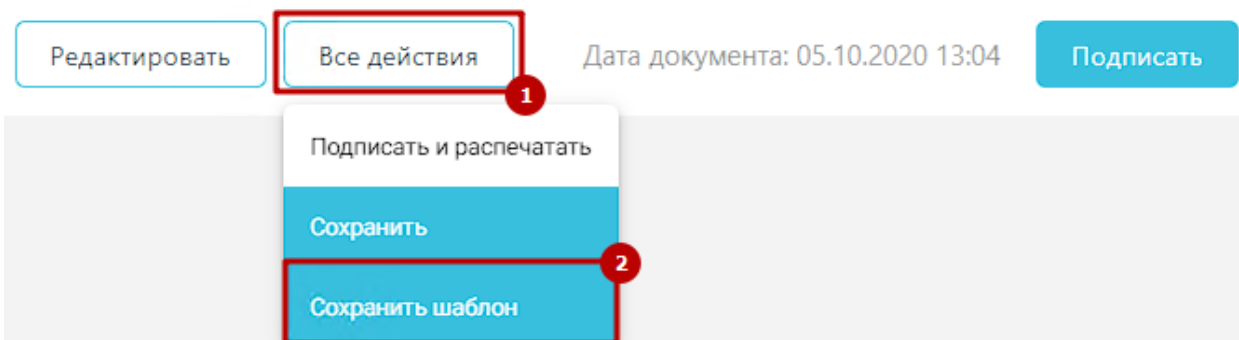 Редактировать Все действия Дата документа: 05.10.2020 13:04 Подписать
1
Подписать и распечатать
Сохранить
2
Сохранить шаблон